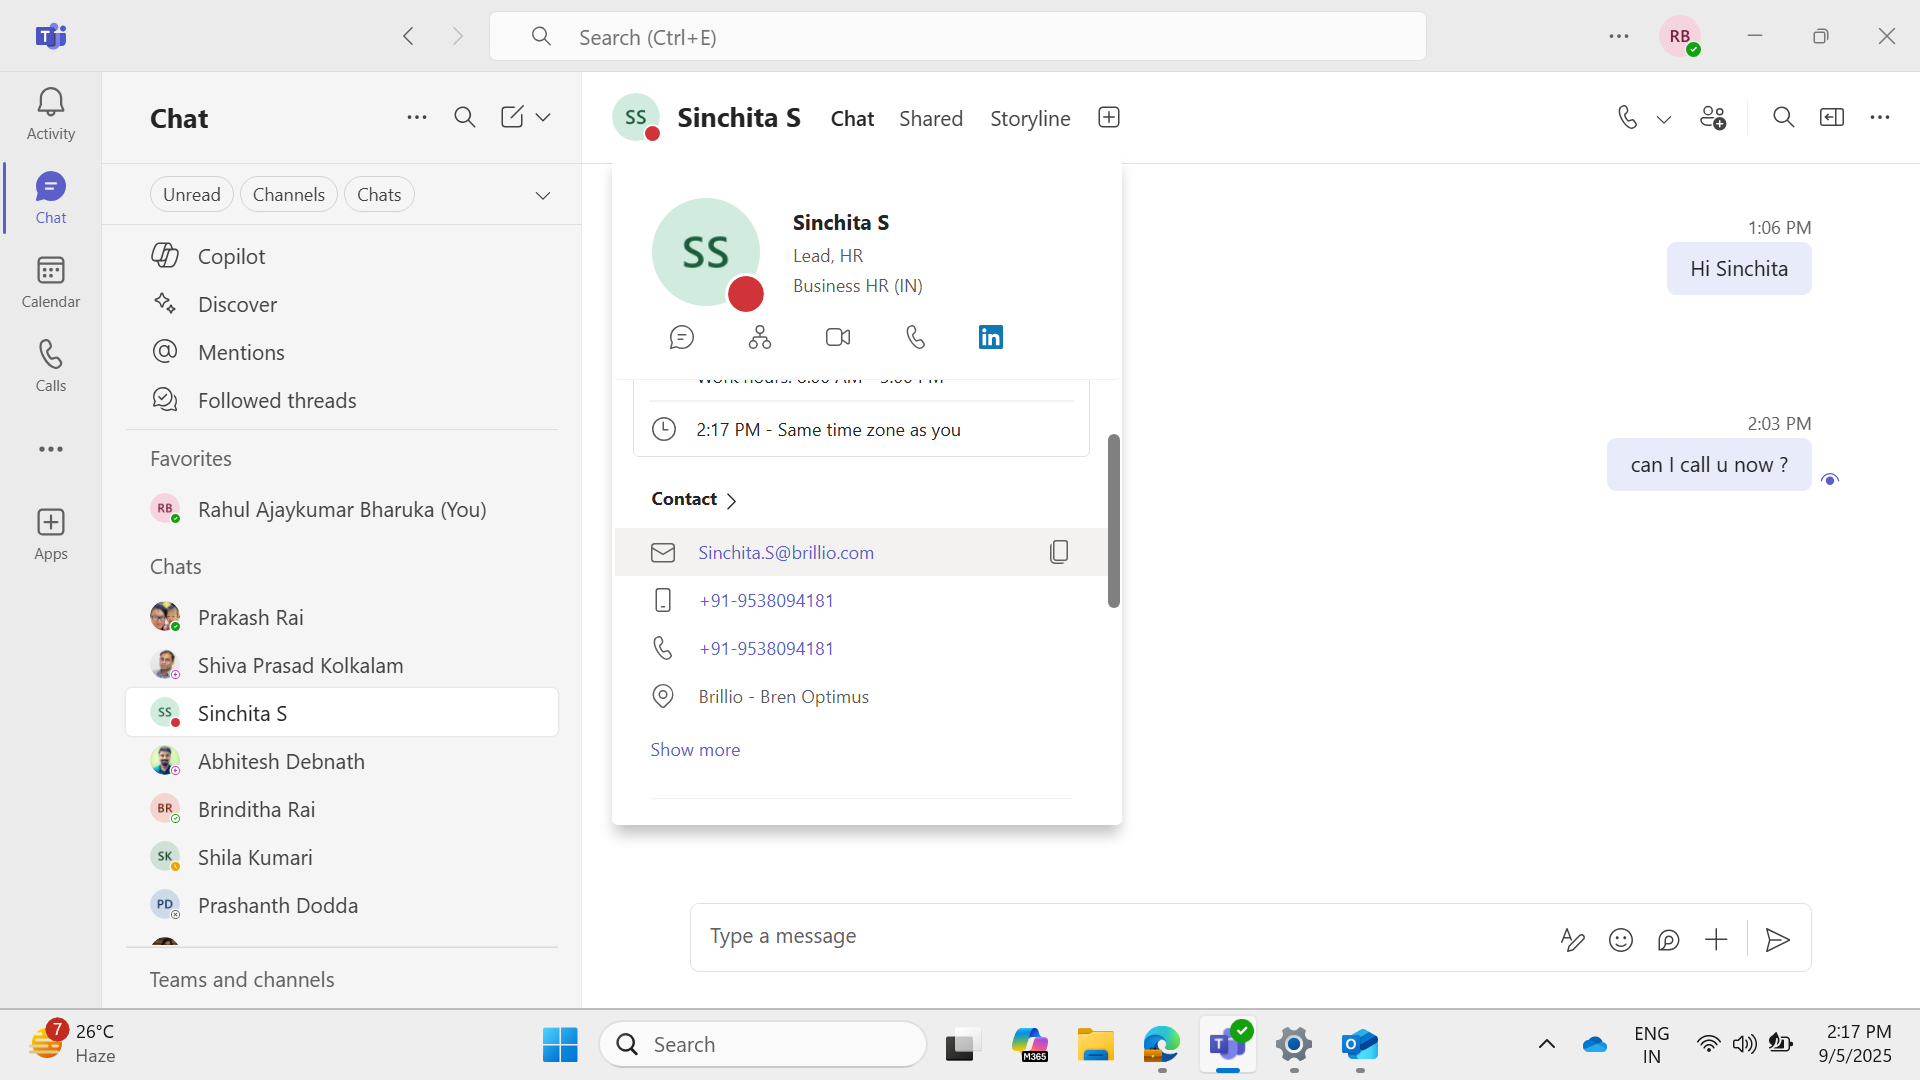 Search (Ctrl+E)
RB
Activity
Chat
Calendar
Calls
Apps
Chat
Unread
Channels
Chats
Copilot
Discover
Mentions
Followed threads
Favorites
RB
Rahul Ajaykumar Bharuka (You)
Chats
Prakash Rai
Shiva Prasad Kolkalam
SS
Sinchita S
Abhitesh Debnath
BR
Brinditha Rai
SK
Shila Kumari
PD
Prashanth Dodda
Teams and channels
SS
Sinchita S
Chat
Shared
Storyline
SS
Sinchita S
Lead, HR
Business HR (IN)
in
2:17 PM - Same time zone as you
Contact
Sinchita.S@brillio.com
+91-9538094181
+91-9538094181
Brillio - Bren Optimus
Show more
1:06 PM
Hi Sinchita
2:03 PM
can I call u now ?
Type a message
7
26°C
Haze
Search
M365
ENG
IN
2:17 PM
9/5/2025